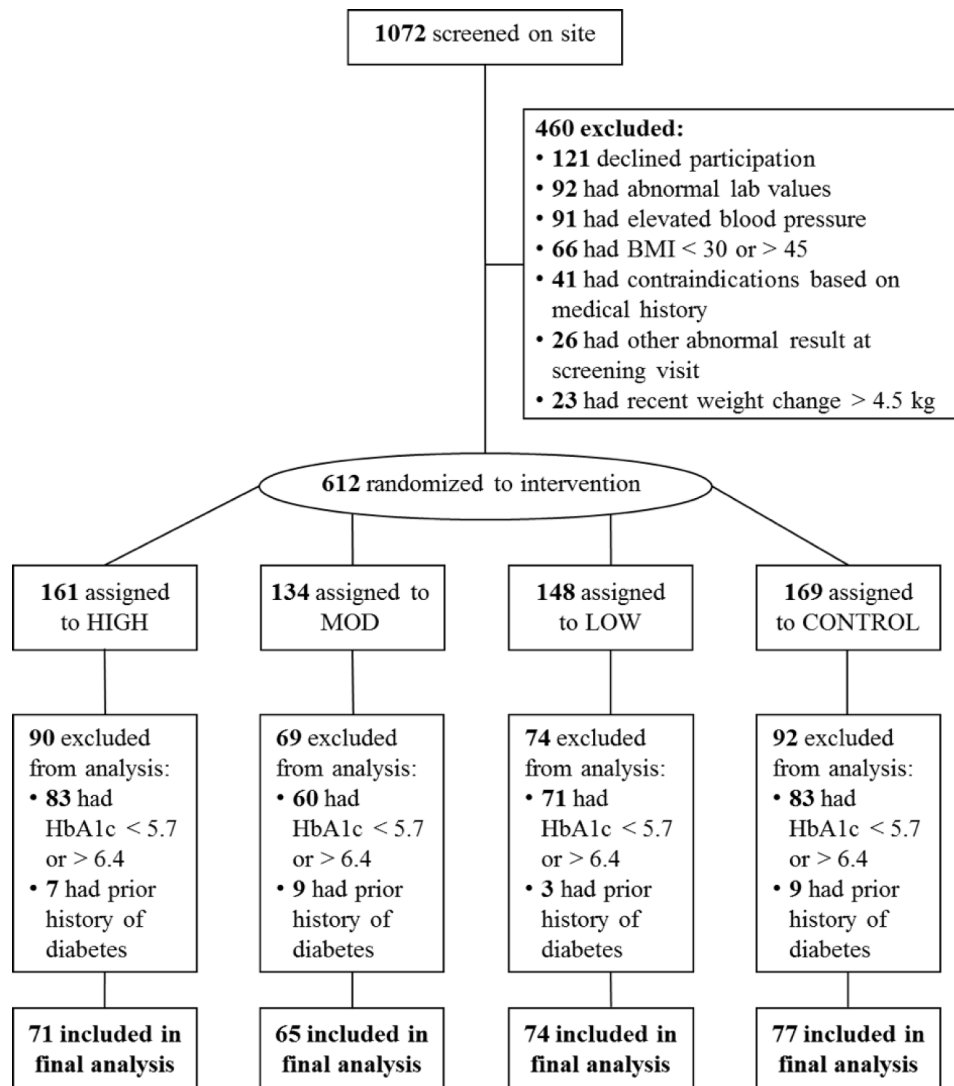 1072 screened on site
460 excluded:
• 121 declined participation
• 92 had abnormal lab values
• 91 had elevated blood pressure
• 66 had BMI < 30 or > 45
• 41 had contraindications based on
medical history
• 26 had other abnormal result at
screening visit
• 23 had recent weight change > 4.5 kg
612 randomized to intervention
161 assigned
to HIGH
134 assigned to
MOD
148 assigned
to LOW
169 assigned
to CONTROL
90 excluded
from analysis:
• 83 had
HbA1c < 5.7
or > 6.4
• 7 had prior
history of
diabetes
69 excluded
from analysis:
• 60 had
HbA1c < 5.7
or > 6.4
• 9 had prior
history of
diabetes
74 excluded
from analysis:
• 71 had
HbA1c < 5.7
or > 6.4
• 3 had prior
history of
diabetes
92 excluded
from analysis:
• 83 had
HbA1c < 5.7
or > 6.4
• 9 had prior
history of
diabetes
71 included in
final analysis
65 included in
final analysis
74 included in
final analysis
77 included in
final analysis